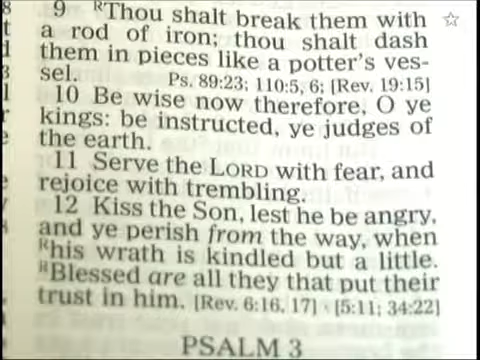 9 ᴿThou shalt break them with
a rod of iron; thou shalt dash
them in pieces like a potter's ves-
sel. Ps. 89:23; 110:5, 6; [Rev. 19:15]
10 Be wise now therefore, O ye
kings: be instructed, ye judges of
the earth.
11 Serve the LORD with fear, and
rejoice with trembling.
12 Kiss the Son, lest he be angry,
and ye perish from the way, when
ᴿhis wrath is kindled but a little.
ᴿBlessed are all they that put their
trust in him. [Rev. 6:16, 17] · [5:11; 34:22]
PSALM 3